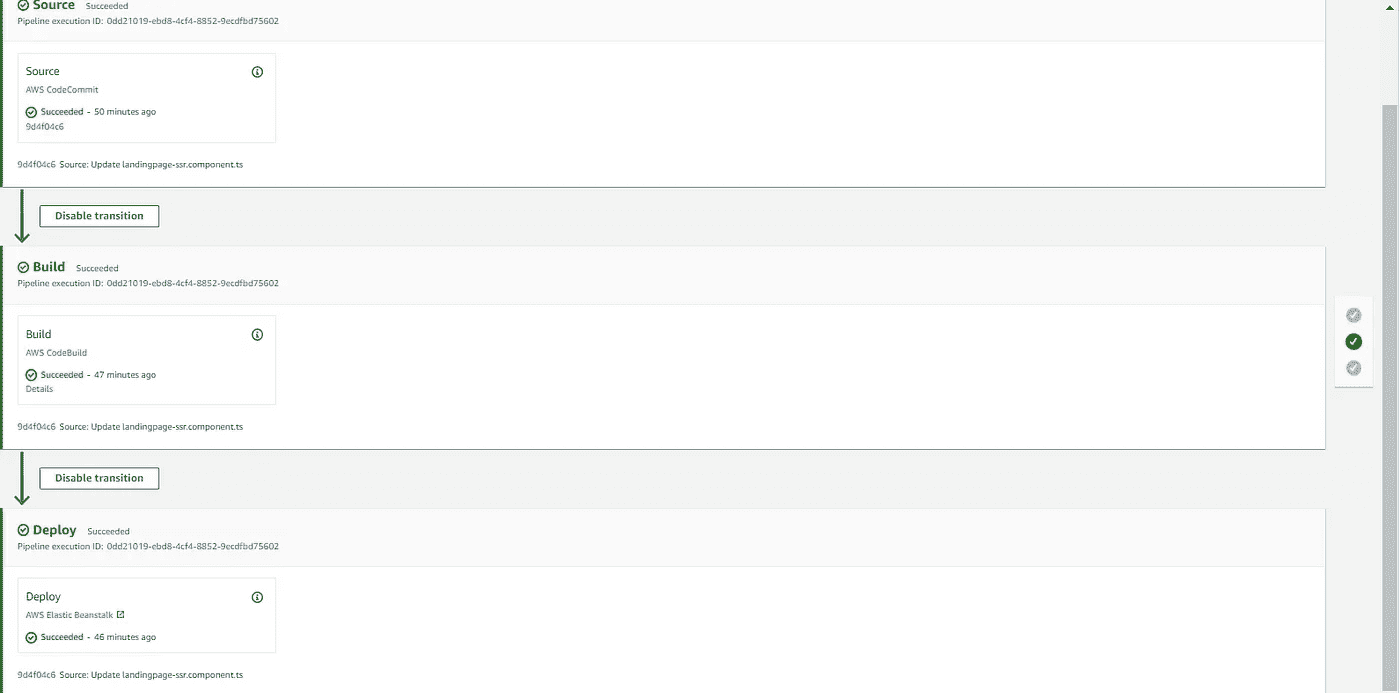 Source Succeeded
Pipeline execution ID: 0dd21019-ebd8-4cf4-8852-9ecdfbd75602
Source
AWS CodeCommit
Succeeded - 50 minutes ago
9d4f04c6
9d4f04c6 Source: Update landingpage-ssr.component.ts
Disable transition
Build Succeeded
Pipeline execution ID: 0dd21019-ebd8-4cf4-8852-9ecdfbd75602
Build
AWS CodeBuild
Succeeded - 47 minutes ago
Details
9d4f04c6 Source: Update landingpage-ssr.component.ts
Disable transition
Deploy Succeeded
Pipeline execution ID: 0dd21019-ebd8-4cf4-8852-9ecdfbd75602
Deploy
AWS Elastic Beanstalk
Succeeded - 46 minutes ago
9d4f04c6 Source: Update landingpage-ssr.component.ts